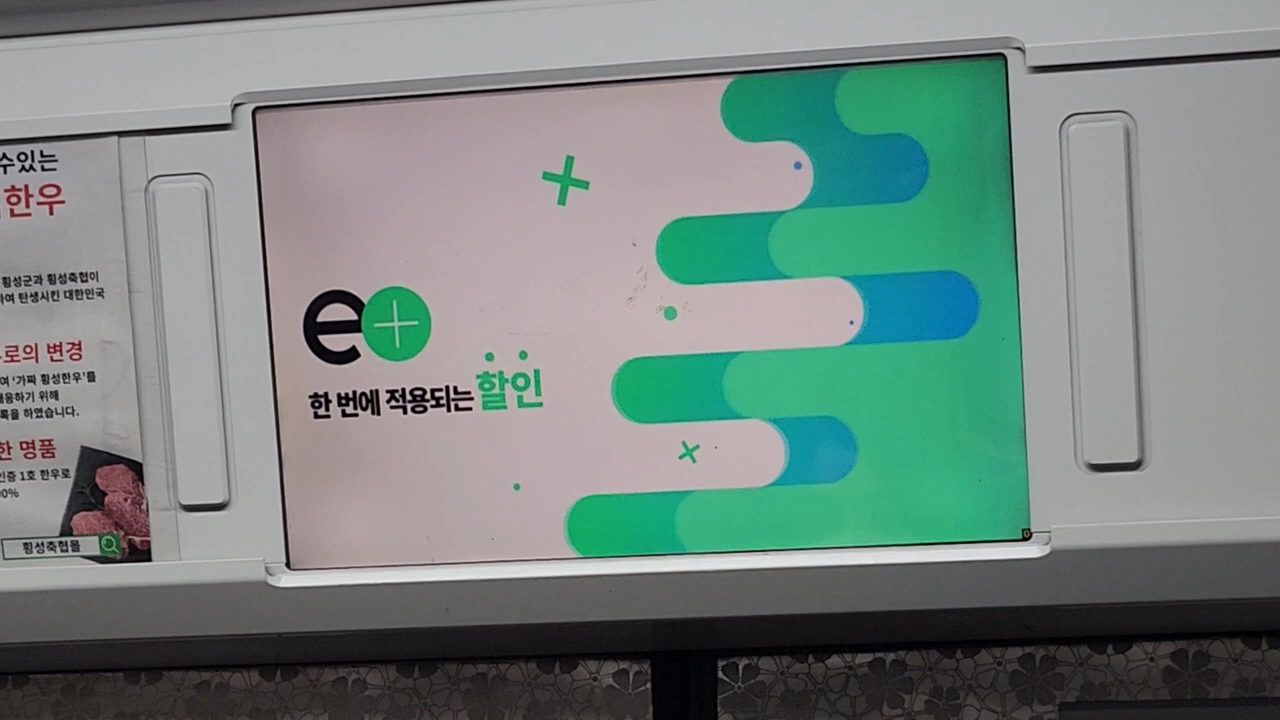 수있는
한우
횡성군과 횡성축협이
하여 탄생시킨 대한민국
로의 변경
여 '가짜 횡성한우'를
대응하기 위해
록을 하였습니다.
한 명품
인증 1호 한우로
00%
횡성축협몰
e+
한 번에 적용되는 할인